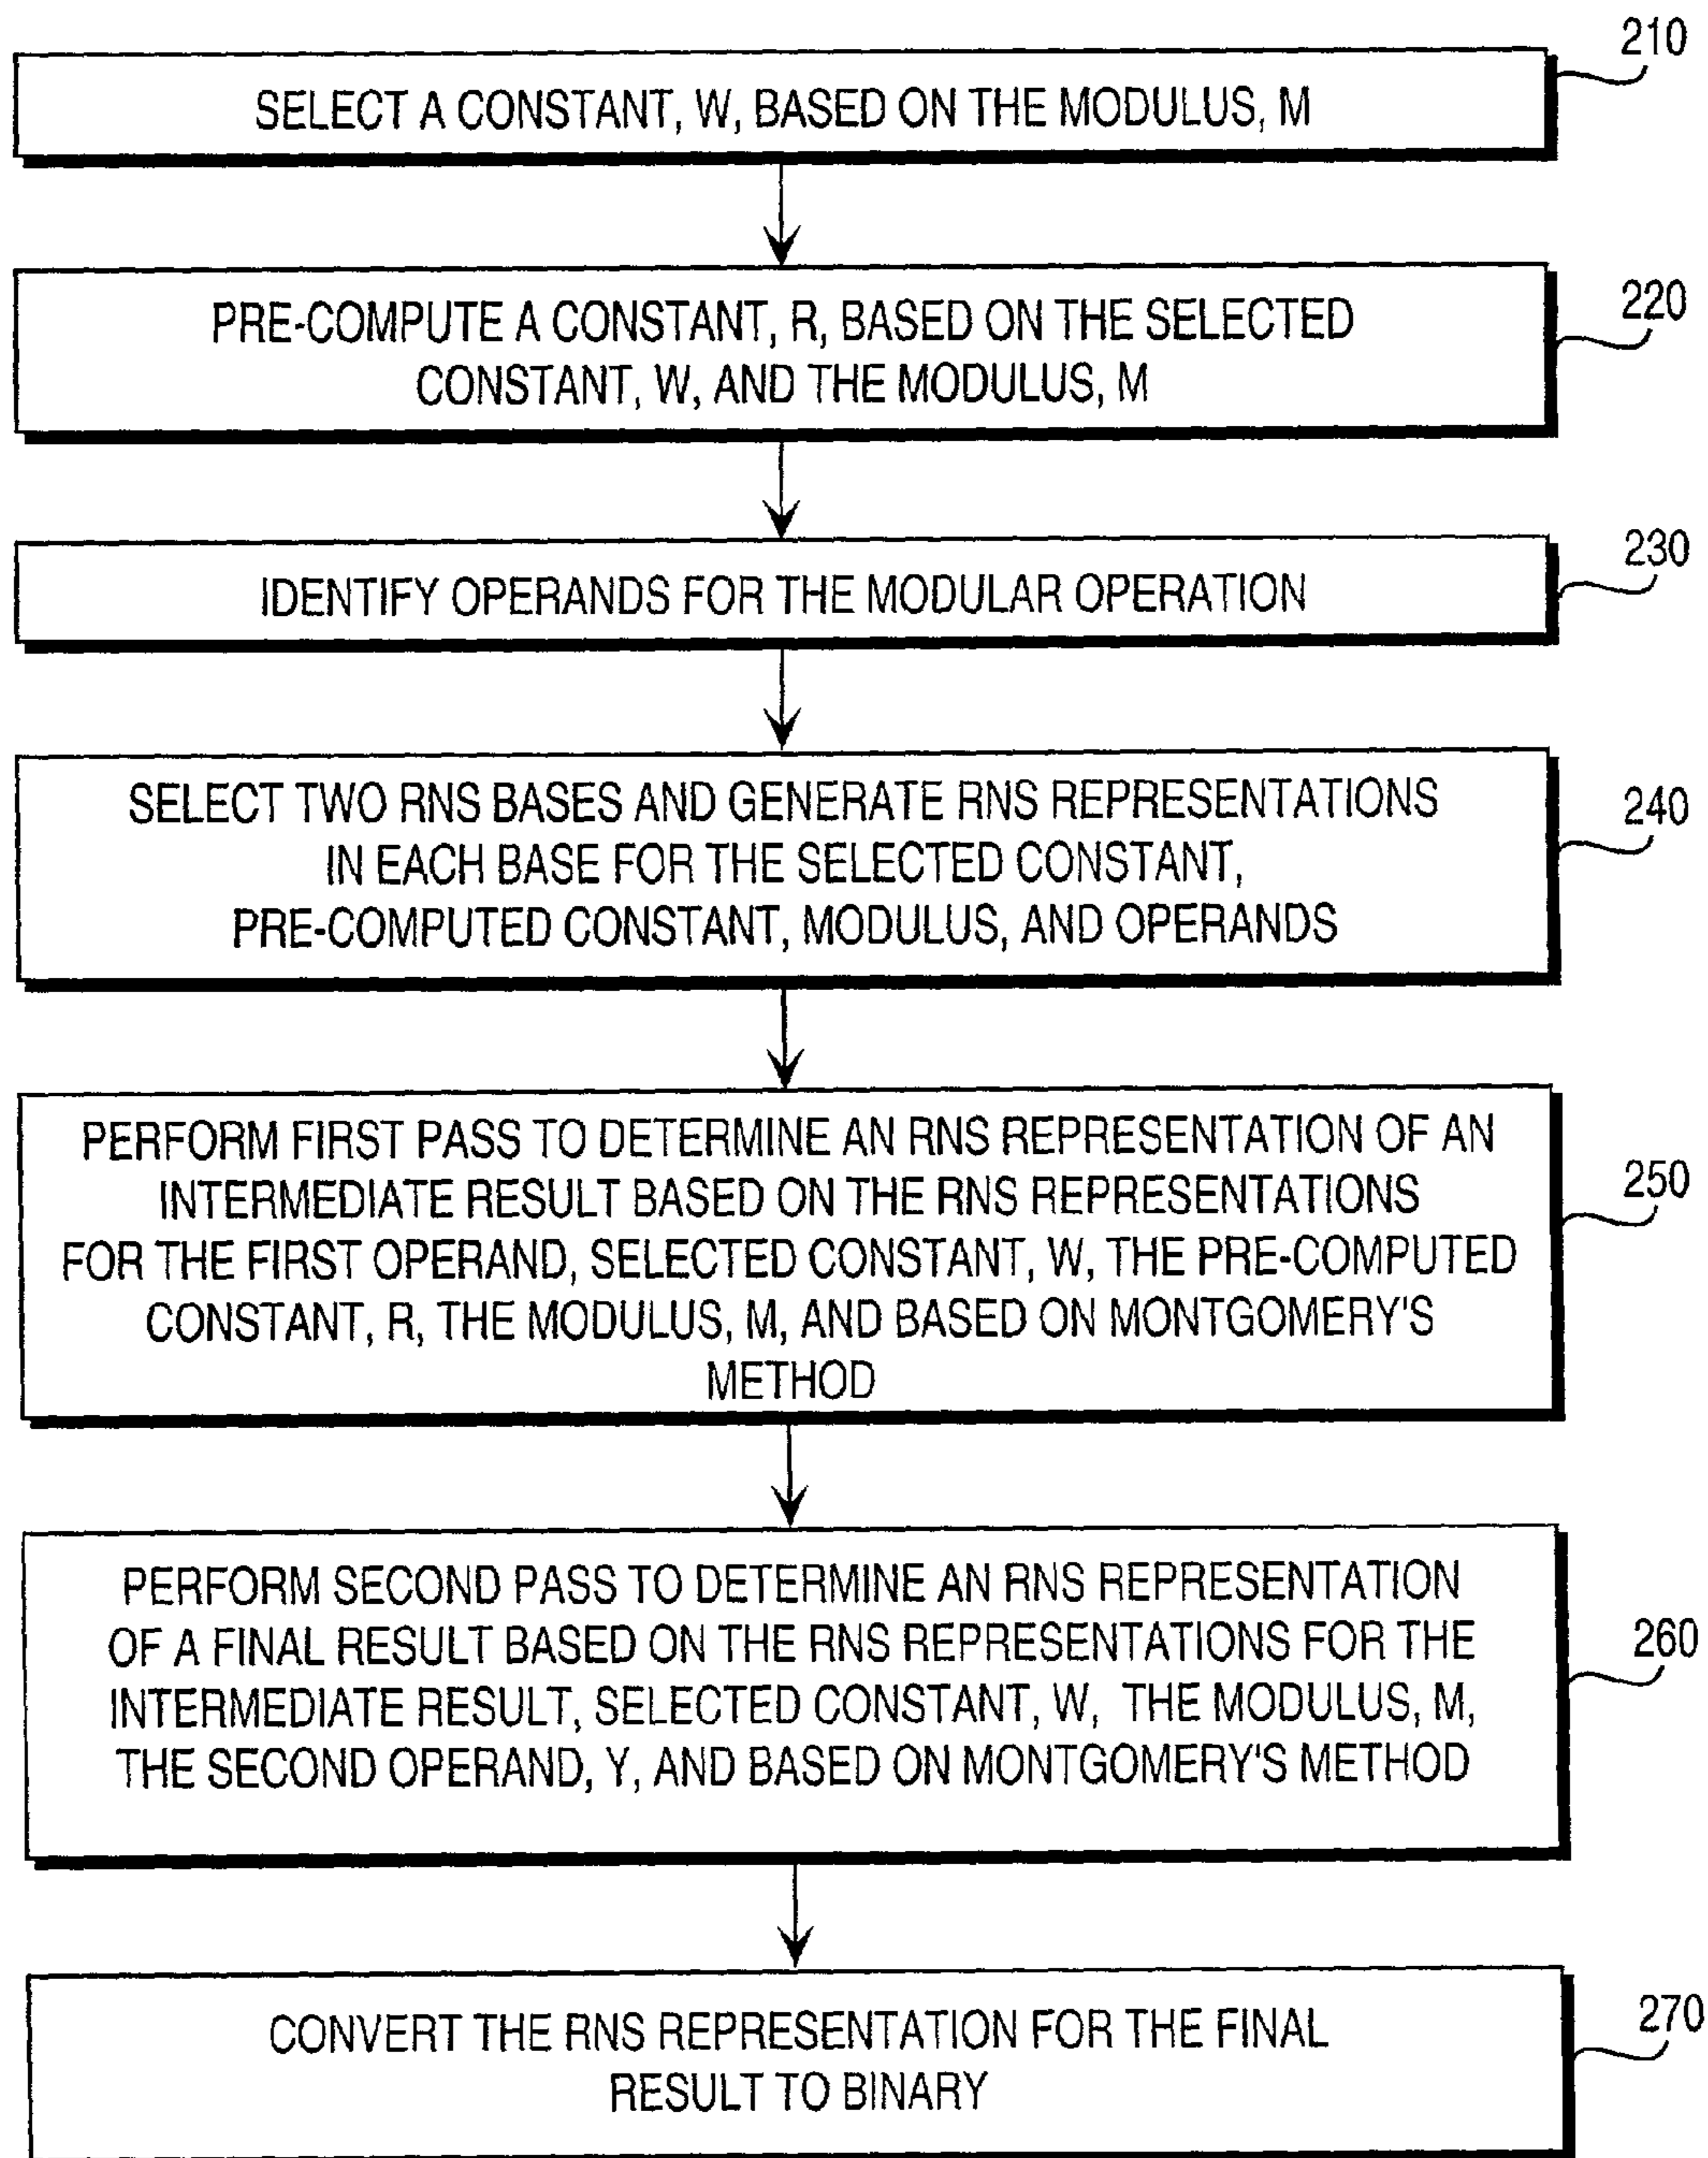 210
SELECT A CONSTANT, W, BASED ON THE MODULUS, M
220
PRE-COMPUTE A CONSTANT, R, BASED ON THE SELECTED
CONSTANT, W, AND THE MODULUS, M
230
IDENTIFY OPERANDS FOR THE MODULAR OPERATION
240
SELECT TWO RNS BASES AND GENERATE RNS REPRESENTATIONS
IN EACH BASE FOR THE SELECTED CONSTANT,
PRE-COMPUTED CONSTANT, MODULUS, AND OPERANDS
250
PERFORM FIRST PASS TO DETERMINE AN RNS REPRESENTATION OF AN
INTERMEDIATE RESULT BASED ON THE RNS REPRESENTATIONS
FOR THE FIRST OPERAND, SELECTED CONSTANT, W, THE PRE-COMPUTED
CONSTANT, R, THE MODULUS, M, AND BASED ON MONTGOMERY'S
METHOD
260
PERFORM SECOND PASS TO DETERMINE AN RNS REPRESENTATION
OF A FINAL RESULT BASED ON THE RNS REPRESENTATIONS FOR THE
INTERMEDIATE RESULT, SELECTED CONSTANT, W, THE MODULUS, M,
THE SECOND OPERAND, Y, AND BASED ON MONTGOMERY'S METHOD
270
CONVERT THE RNS REPRESENTATION FOR THE FINAL
RESULT TO BINARY